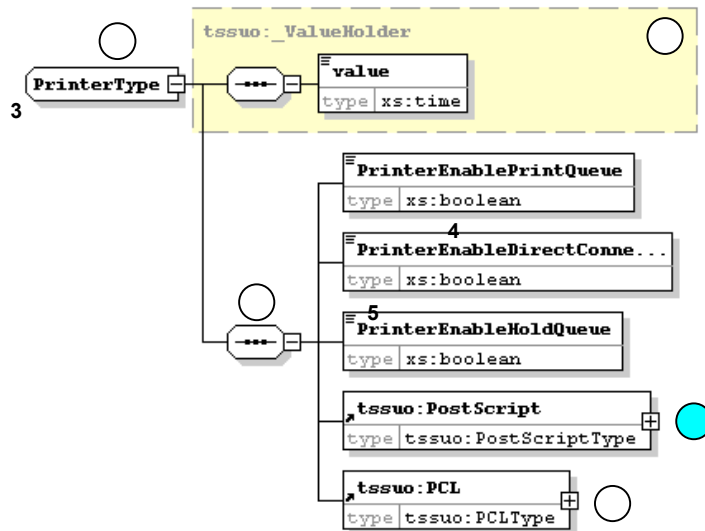 tssuo:_ValueHolder
PrinterType
value
type xs:time
3
PrinterEnablePrintQueue
type xs:boolean
4
PrinterEnableDirectConne...
type xs:boolean
5
PrinterEnableHoldQueue
type xs:boolean
tssuo:PostScript
type tssuo:PostScriptType
tssuo:PCL
type tssuo:PCLType